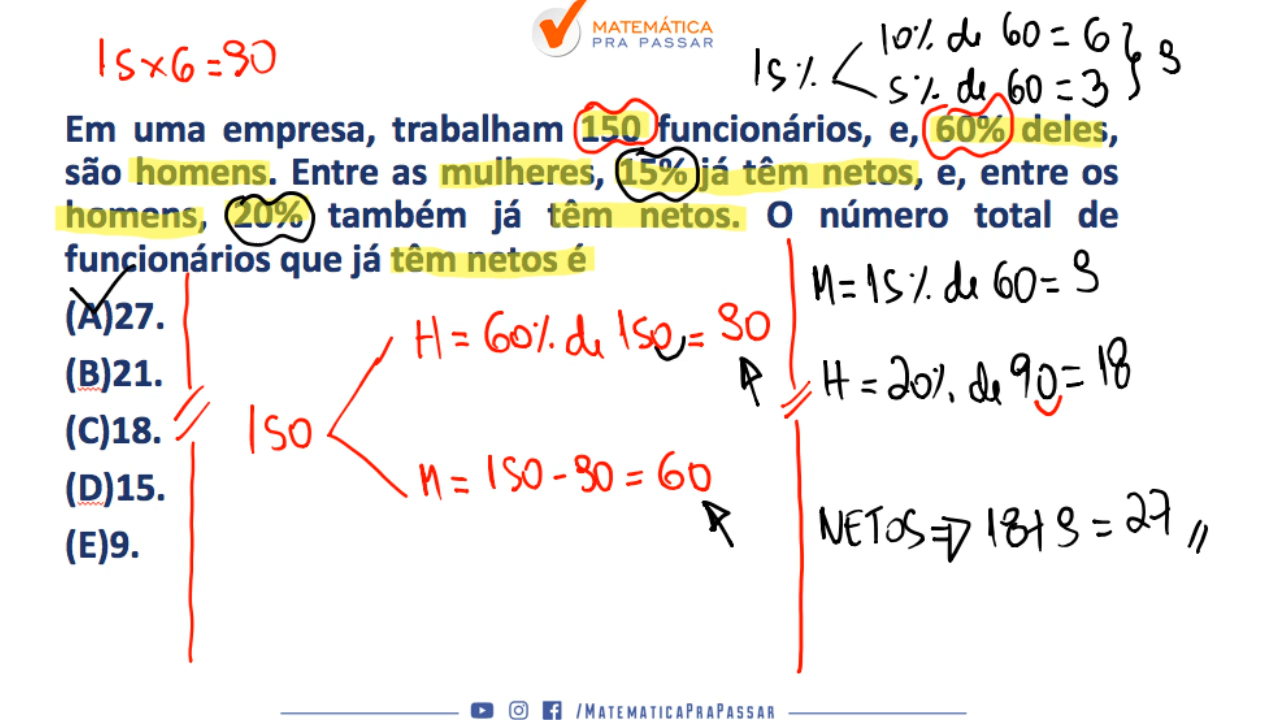 MATEMÁTICA
PRA PASSAR
15x6=90
15%
10% de 60 = 6
5% de 60 = 3
9
Em uma empresa, trabalham 150 funcionários, e, 60% deles,
são homens. Entre as mulheres, 15% já têm netos, e, entre os
homens, 20% também já têm netos. O número total de
funcionários que já têm netos é
(A)27.
(B)21.
(C)18.
(D)15.
(E)9.
150
H = 60% de 150 = 90
M = 150 - 90 = 60
M = 15% de 60 = 9
H = 20% de 90 = 18
NETOS => 18+9 = 27 //
/MATEMATICAPRAPASSAR